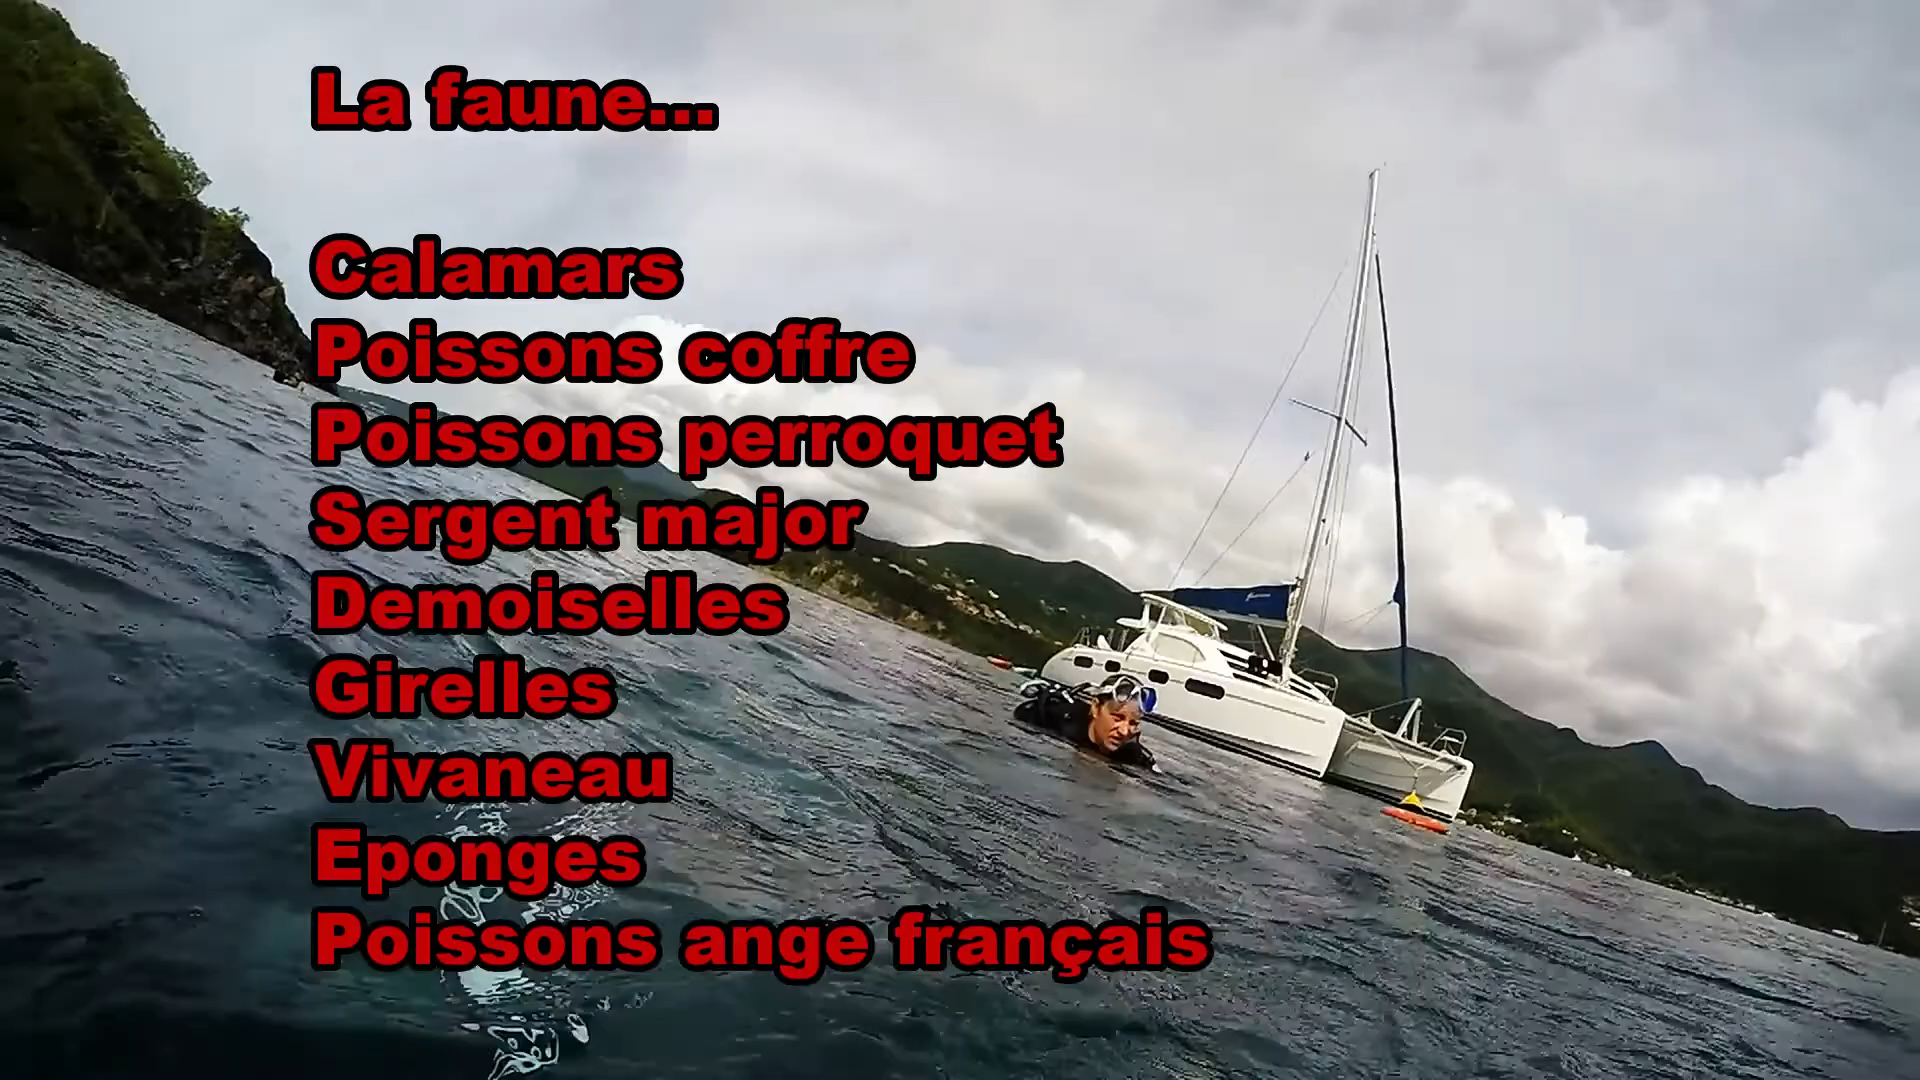 La faune...
Calamars
Poissons coffre
Poissons perroquet
Sergent major
Demoiselles
Girelles
Vivaneau
Eponges
Poissons ange français